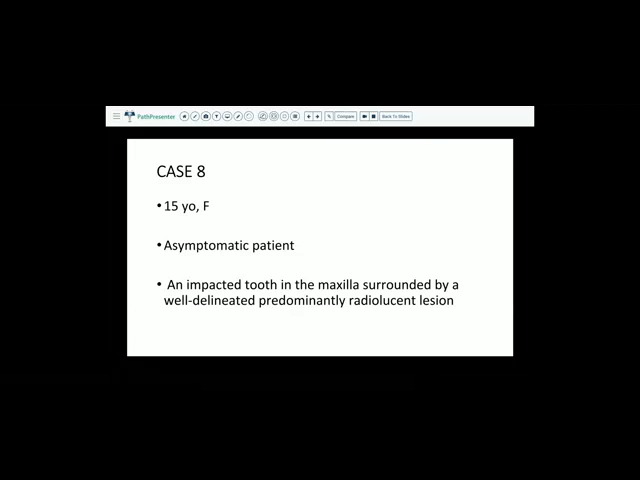 PathPresenter
Compare
Back To Slides
CASE 8
• 15 yo, F
• Asymptomatic patient
• An impacted tooth in the maxilla surrounded by a
well-delineated predominantly radiolucent lesion